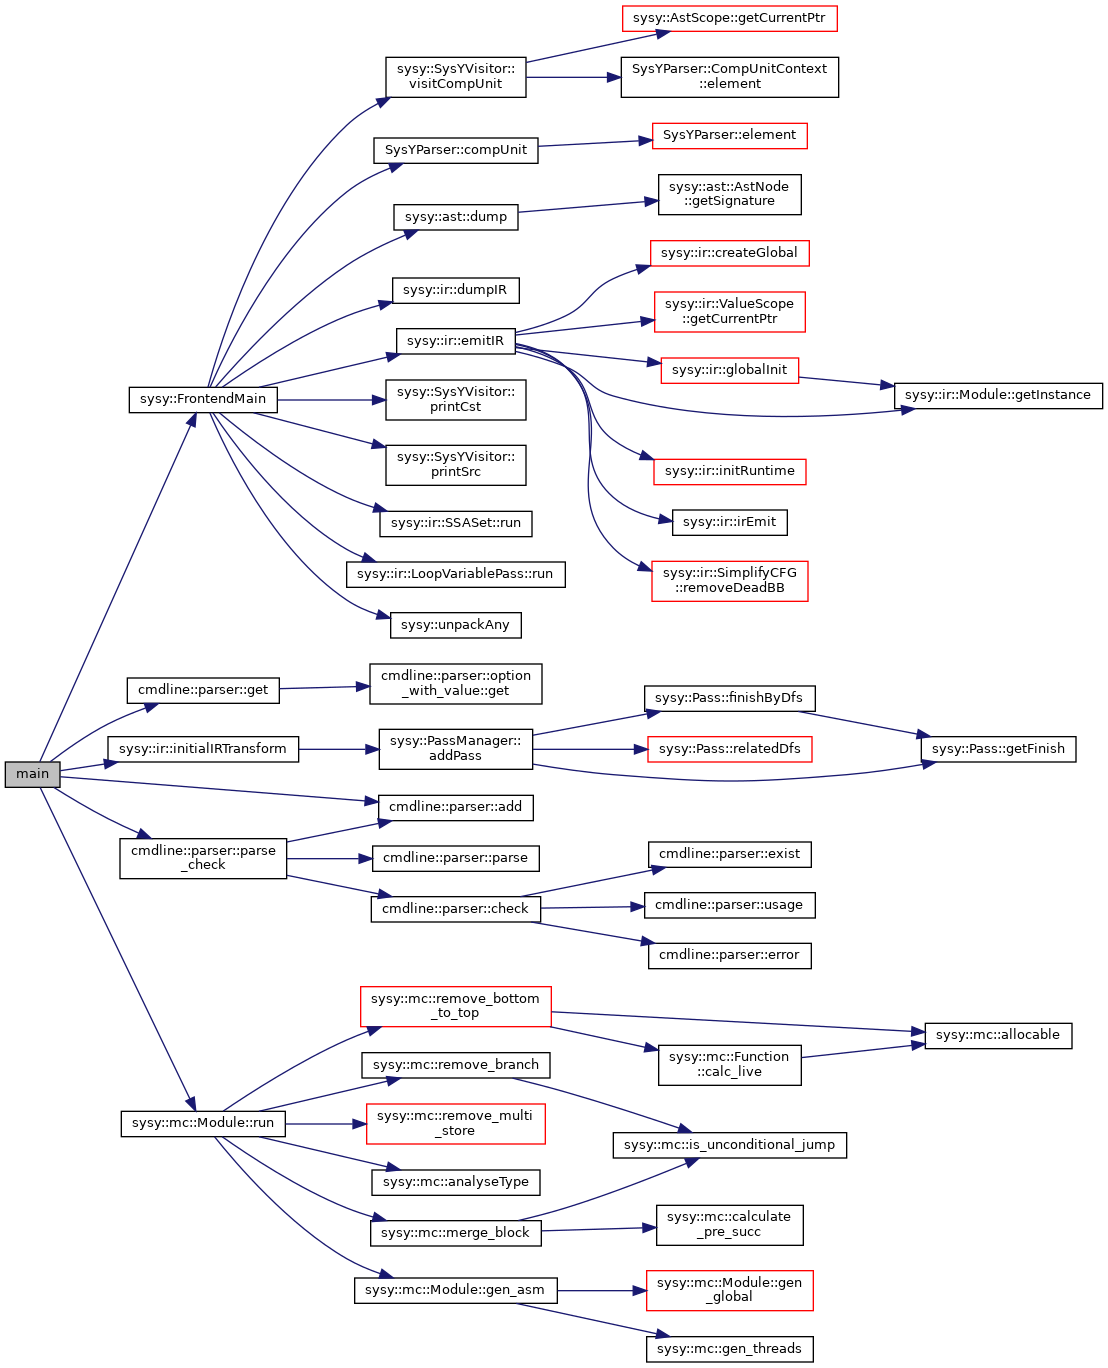 sysy::AstScope::getCurrentPtr
sysy::SysYVisitor::
visitCompUnit
SysYParser::CompUnitContext
::element
SysYParser::element
SysYParser::compUnit
sysy::ast::AstNode
::getSignature
sysy::ast::dump
sysy::ir::createGlobal
sysy::ir::dumpIR
sysy::ir::ValueScope
::getCurrentPtr
sysy::ir::emitIR
sysy::ir::globalInit
sysy::ir::Module::getInstance
sysy::FrontendMain
sysy::SysYVisitor::
printCst
sysy::SysYVisitor::
printSrc
sysy::ir::initRuntime
sysy::ir::SSASet::run
sysy::ir::irEmit
sysy::ir::LoopVariablePass::run
sysy::ir::SimplifyCFG
::removeDeadBB
sysy::unpackAny
cmdline::parser::get
cmdline::parser::option
_with_value::get
sysy::Pass::finishByDfs
sysy::ir::initialIRTransform
sysy::PassManager::
addPass
sysy::Pass::relatedDfs
sysy::Pass::getFinish
main
cmdline::parser::add
cmdline::parser::parse
_check
cmdline::parser::parse
cmdline::parser::exist
cmdline::parser::check
cmdline::parser::usage
cmdline::parser::error
sysy::mc::remove_bottom
_to_top
sysy::mc::allocable
sysy::mc::remove_branch
sysy::mc::Function
::calc_live
sysy::mc::Module::run
sysy::mc::remove_multi
_store
sysy::mc::is_unconditional_jump
sysy::mc::analyseType
sysy::mc::merge_block
sysy::mc::calculate
_pre_succ
sysy::mc::Module::gen_asm
sysy::mc::Module::gen
_global
sysy::mc::gen_threads